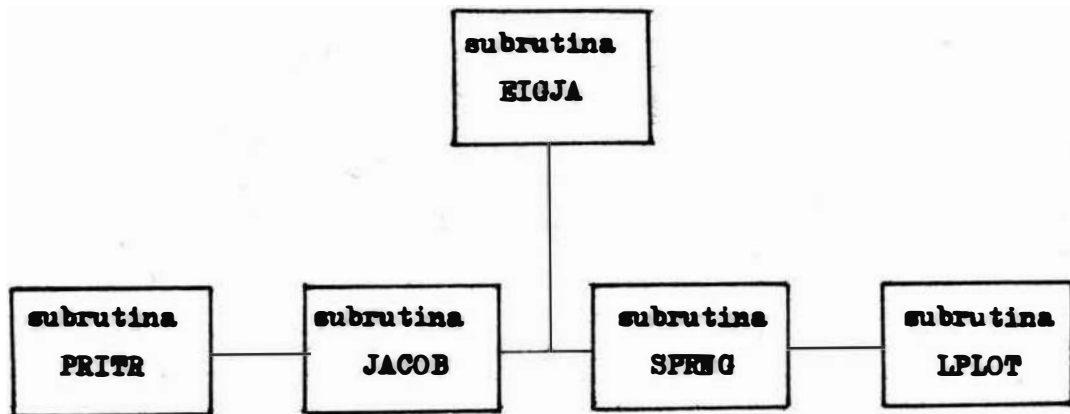 subrutina
EIGJA
subrutina
PRITR
subrutina
JACOB
subrutina
SPRNG
subrutina
LPLOT